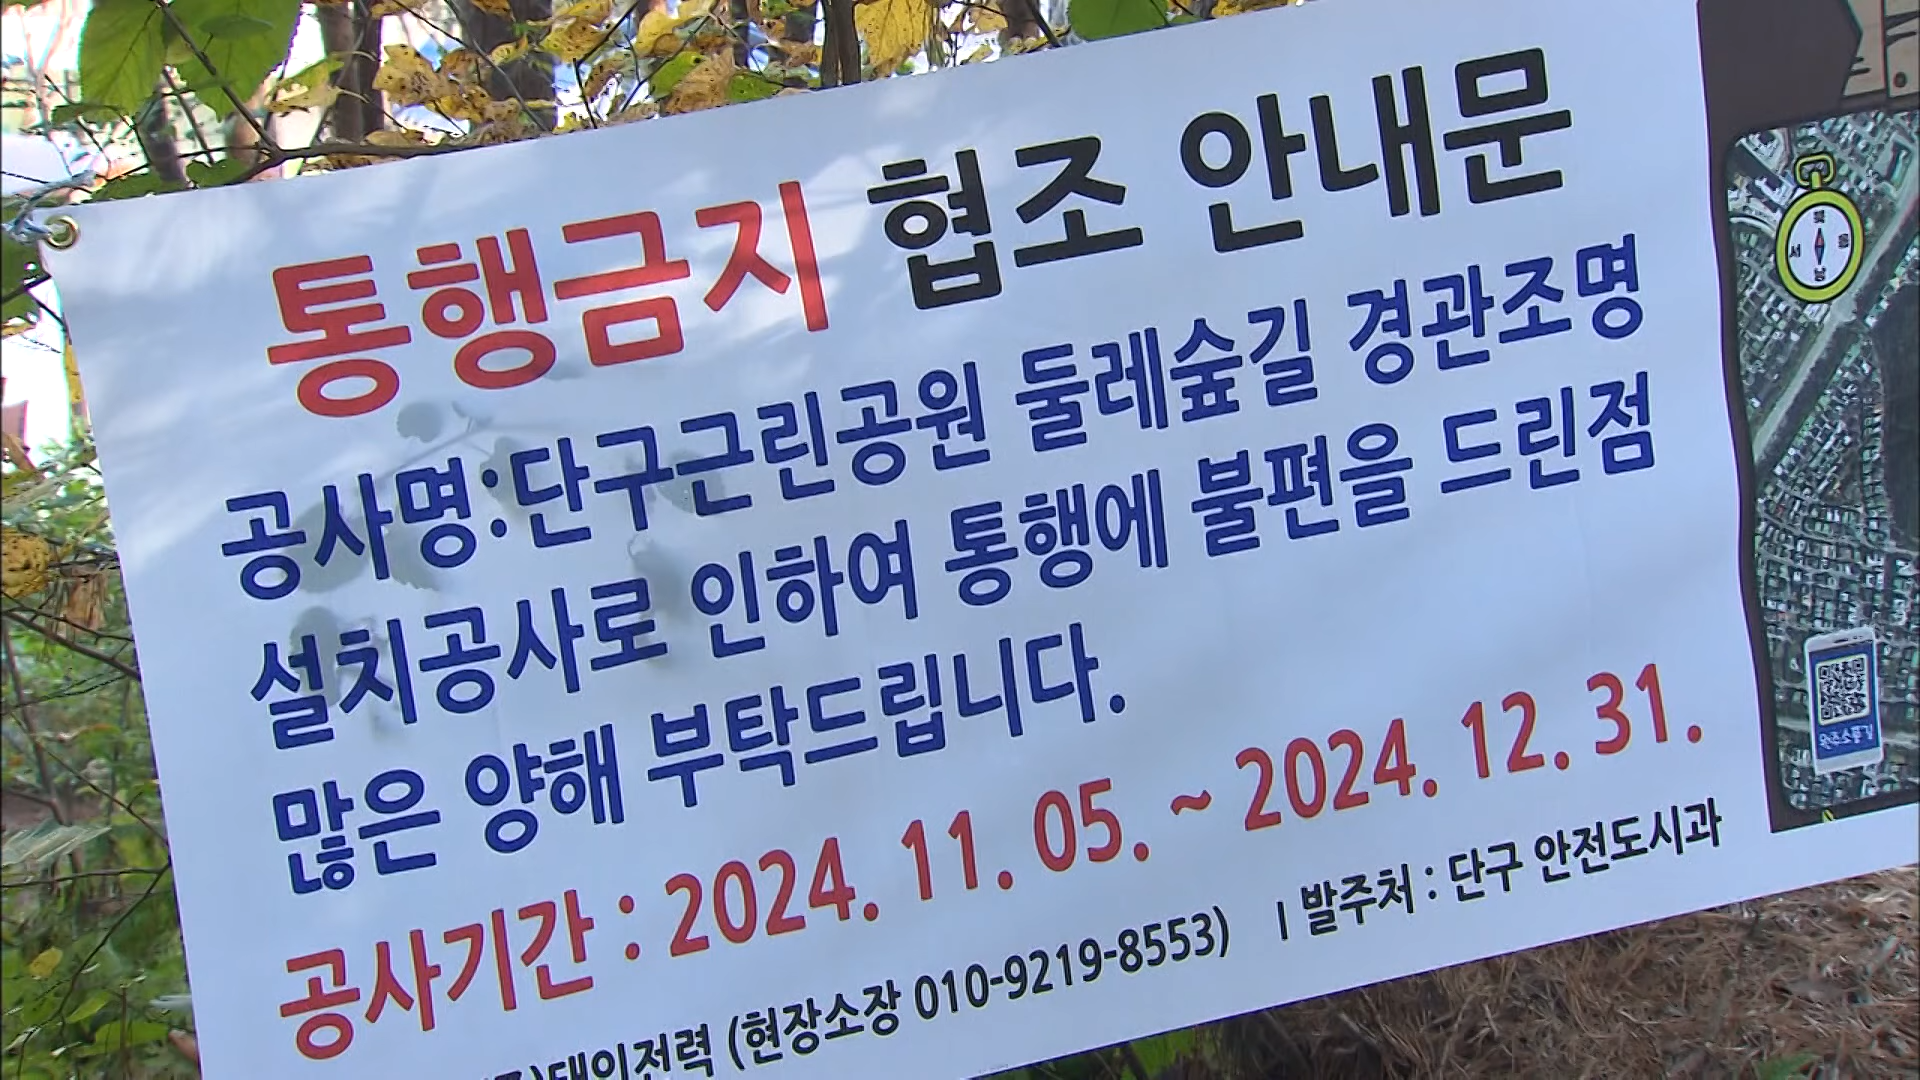 통행금지 협조 안내문
공사명:단구근린공원 둘레숲길 경관조명
설치공사로 인하여 통행에 불편을 드린점
많은 양해 부탁드립니다.
공사기간 : 2024. 11. 05. ~ 2024. 12. 31.
(현장소장 010-9219-8553) | 발주처 : 단구 안전도시과
북
서 동
남